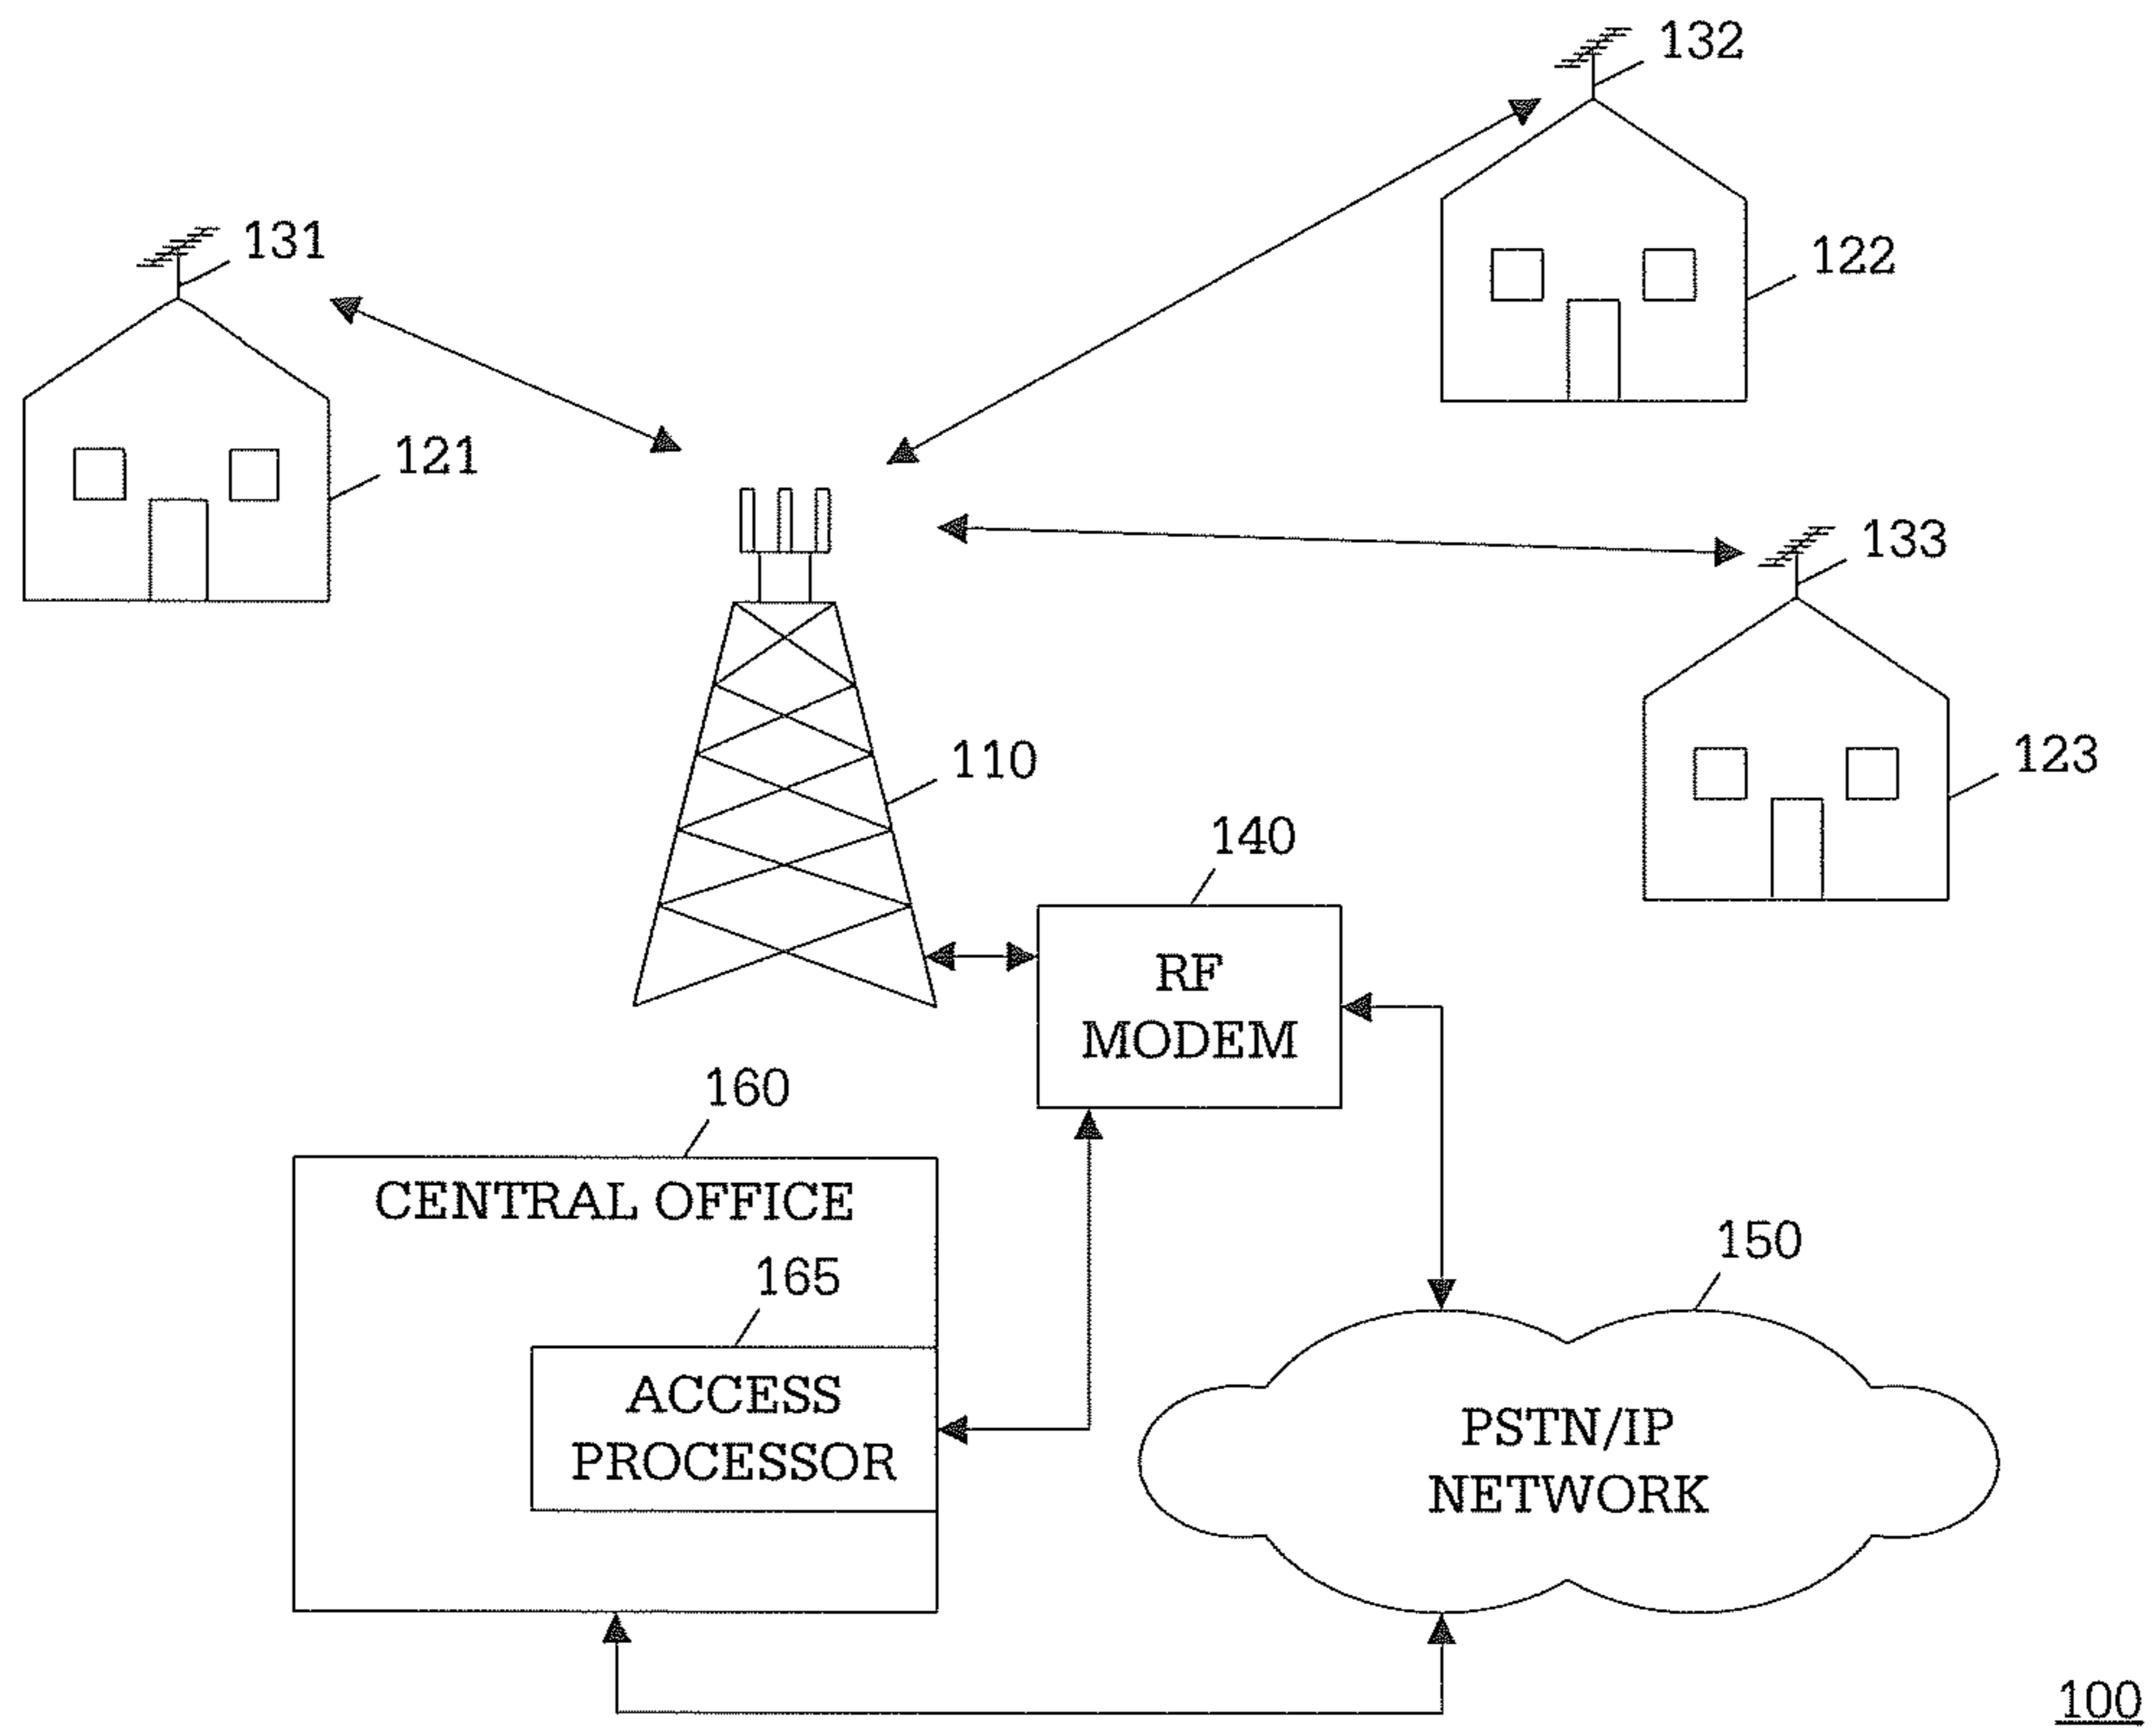 132
131
122
121
133
110
123
140
RF
MODEM
160
CENTRAL OFFICE
150
165
ACCESS
PROCESSOR
PSTN/IP
NETWORK
100